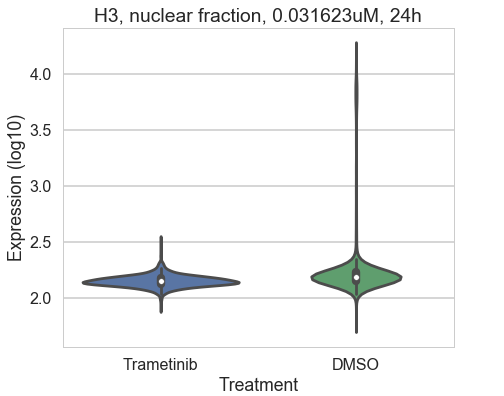 H3, nuclear fraction, 0.031623uM, 24h
Expression (log10)
4.0
3.5
3.0
2.5
2.0
Trametinib
DMSO
Treatment